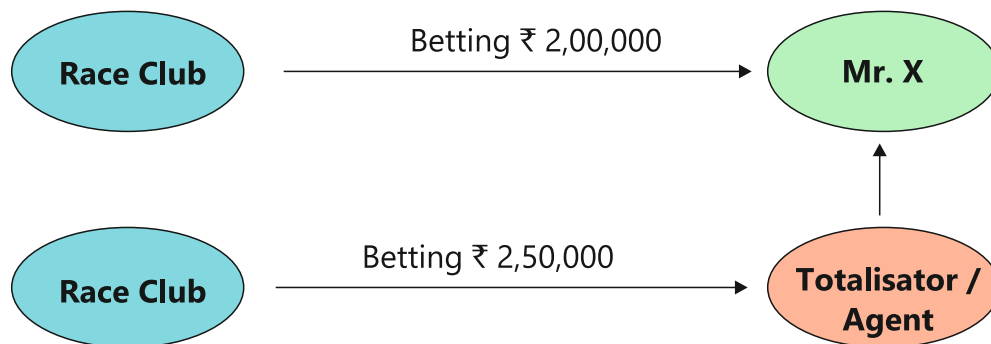 Betting ₹ 2,00,000
Race Club
Mr. X
Betting ₹ 2,50,000
Race Club
Totalisator /
Agent